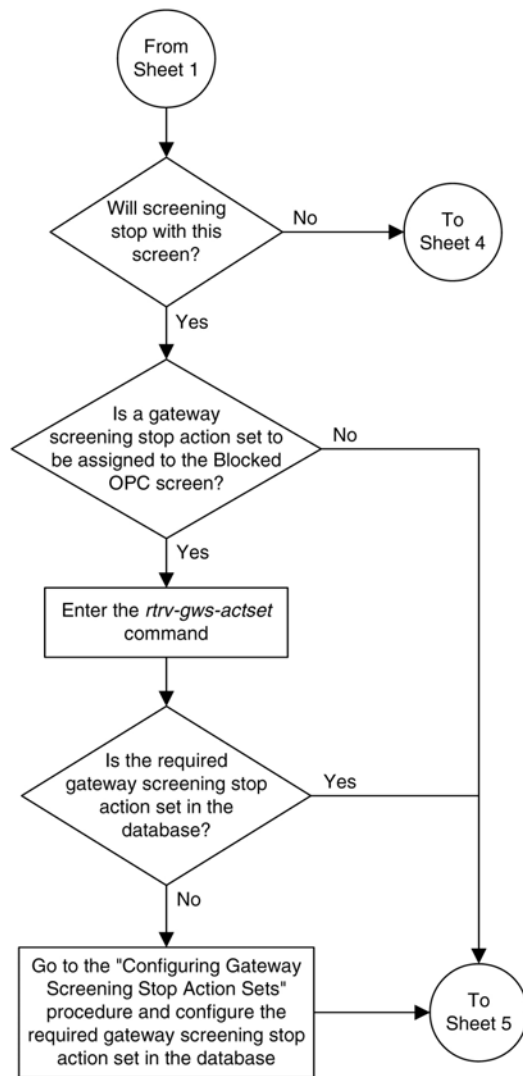 From
Sheet 1
Will screening
stop with this
screen?
No
To
Sheet 4
Yes
Is a gateway
screening stop action set to
be assigned to the Blocked
OPC screen?
No
Yes
Enter the rtrv-gws-actset
command
Is the required
gateway screening stop
action set in the
database?
Yes
No
Go to the "Configuring Gateway
Screening Stop Action Sets"
procedure and configure the
required gateway screening stop
action set in the database
To
Sheet 5